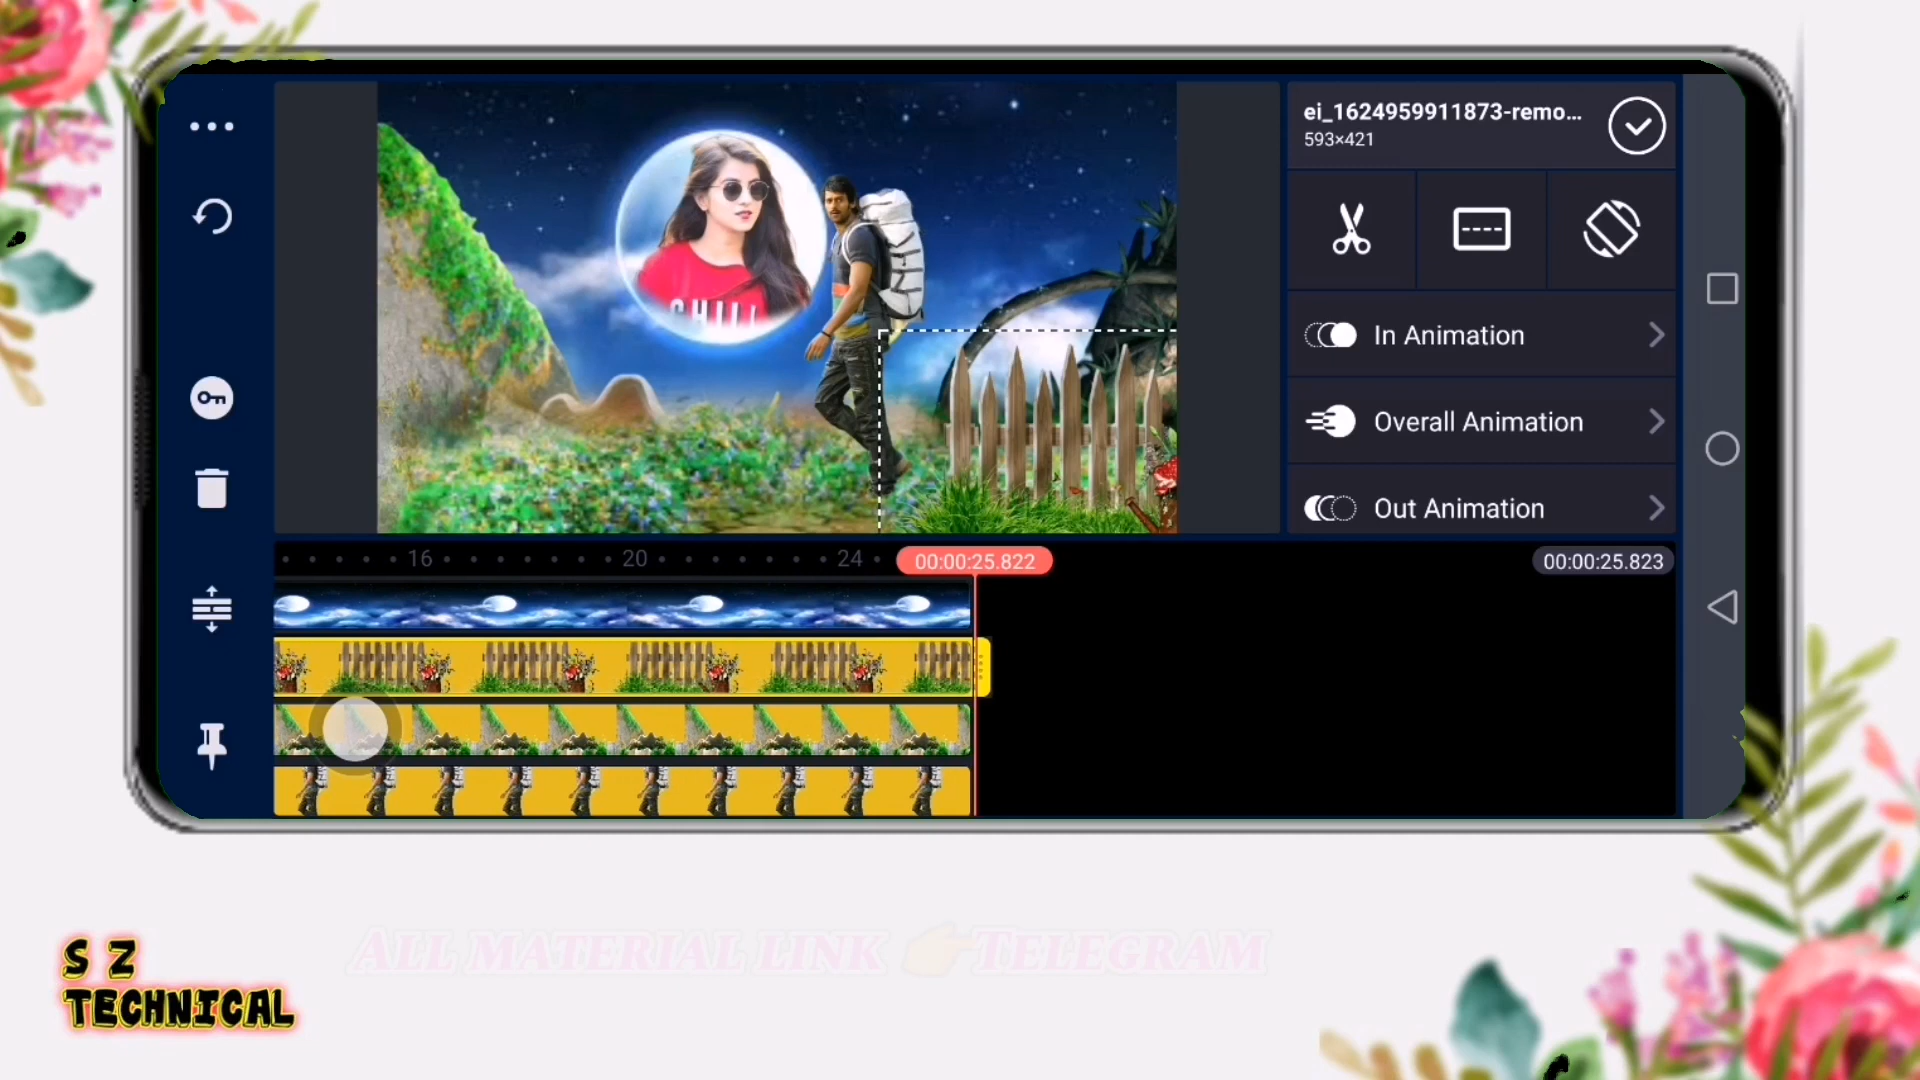 ei_1624959911873-remo...
593×421
CHILL
In Animation
Overall Animation
Out Animation
16
20
24
00:00:25.822
00:00:25.823
ALL MATERIAL LINK 👉TELEGRAM
S Z
TECHNICAL